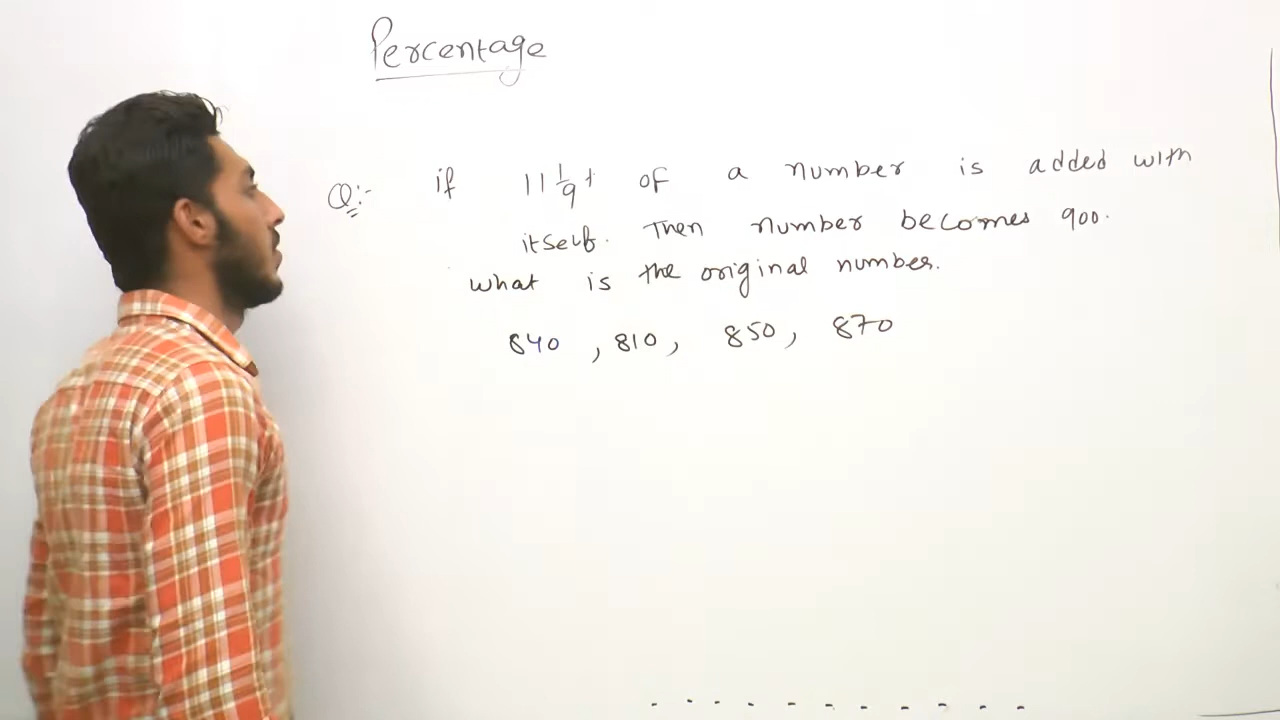 Percentage
Q:- if 11 1/9 % of a number is added with
itself. Then number becomes 900.
what is the original number.
840 , 810 , 850 , 870